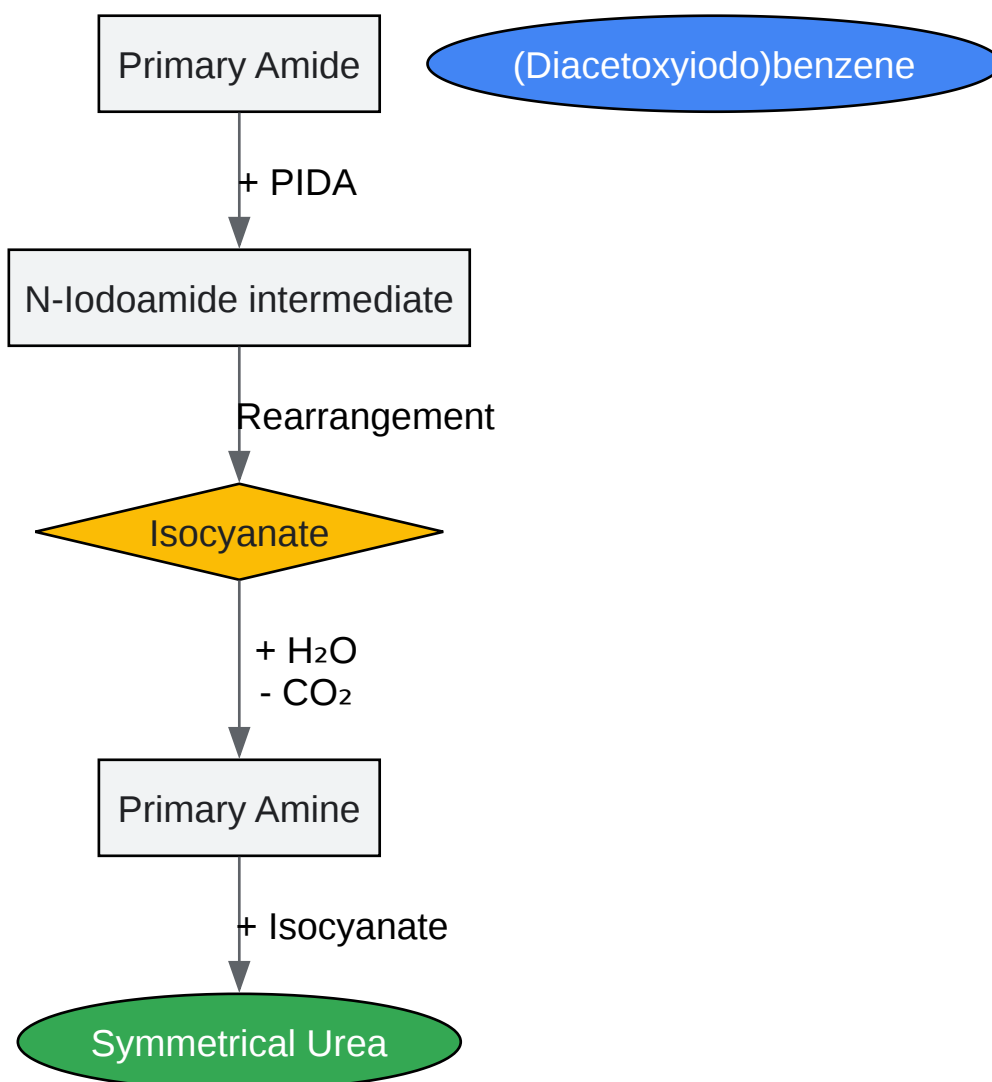 Primary Amide
(Diacetoxyiodo)benzene
+ PIDA
N-Iodoamide intermediate
Rearrangement
Isocyanate
+ H₂O
- CO₂
Primary Amine
+ Isocyanate
Symmetrical Urea